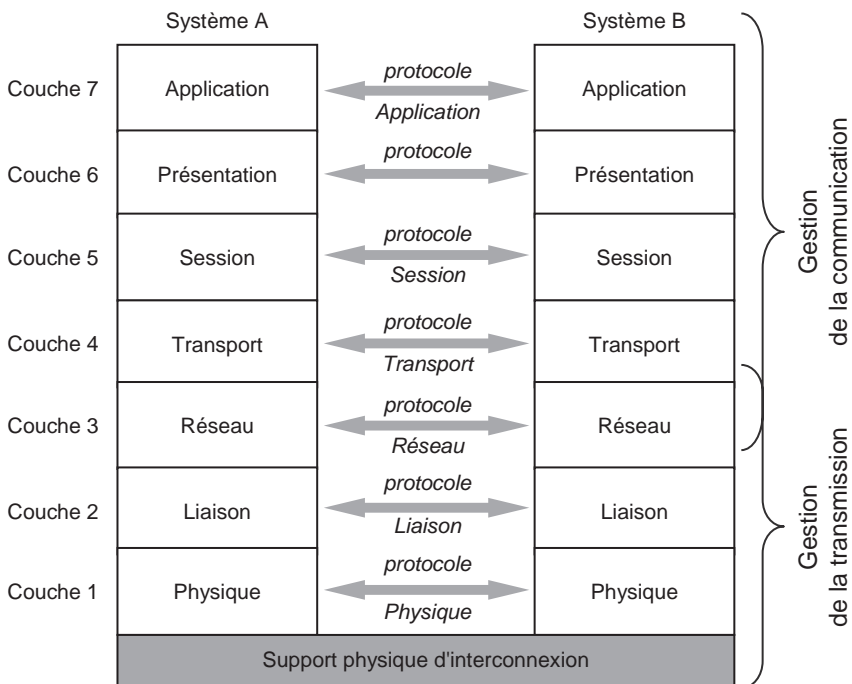 Système A
Système B
Couche 7
Application
protocole
Application
Application
Couche 6
Présentation
protocole
Présentation
Couche 5
Session
protocole
Session
Session
Couche 4
Transport
protocole
Transport
Transport
Couche 3
Réseau
protocole
Réseau
Réseau
Couche 2
Liaison
protocole
Liaison
Liaison
Couche 1
Physique
protocole
Physique
Physique
Support physique d'interconnexion
Gestion
de la communication
Gestion
de la transmission